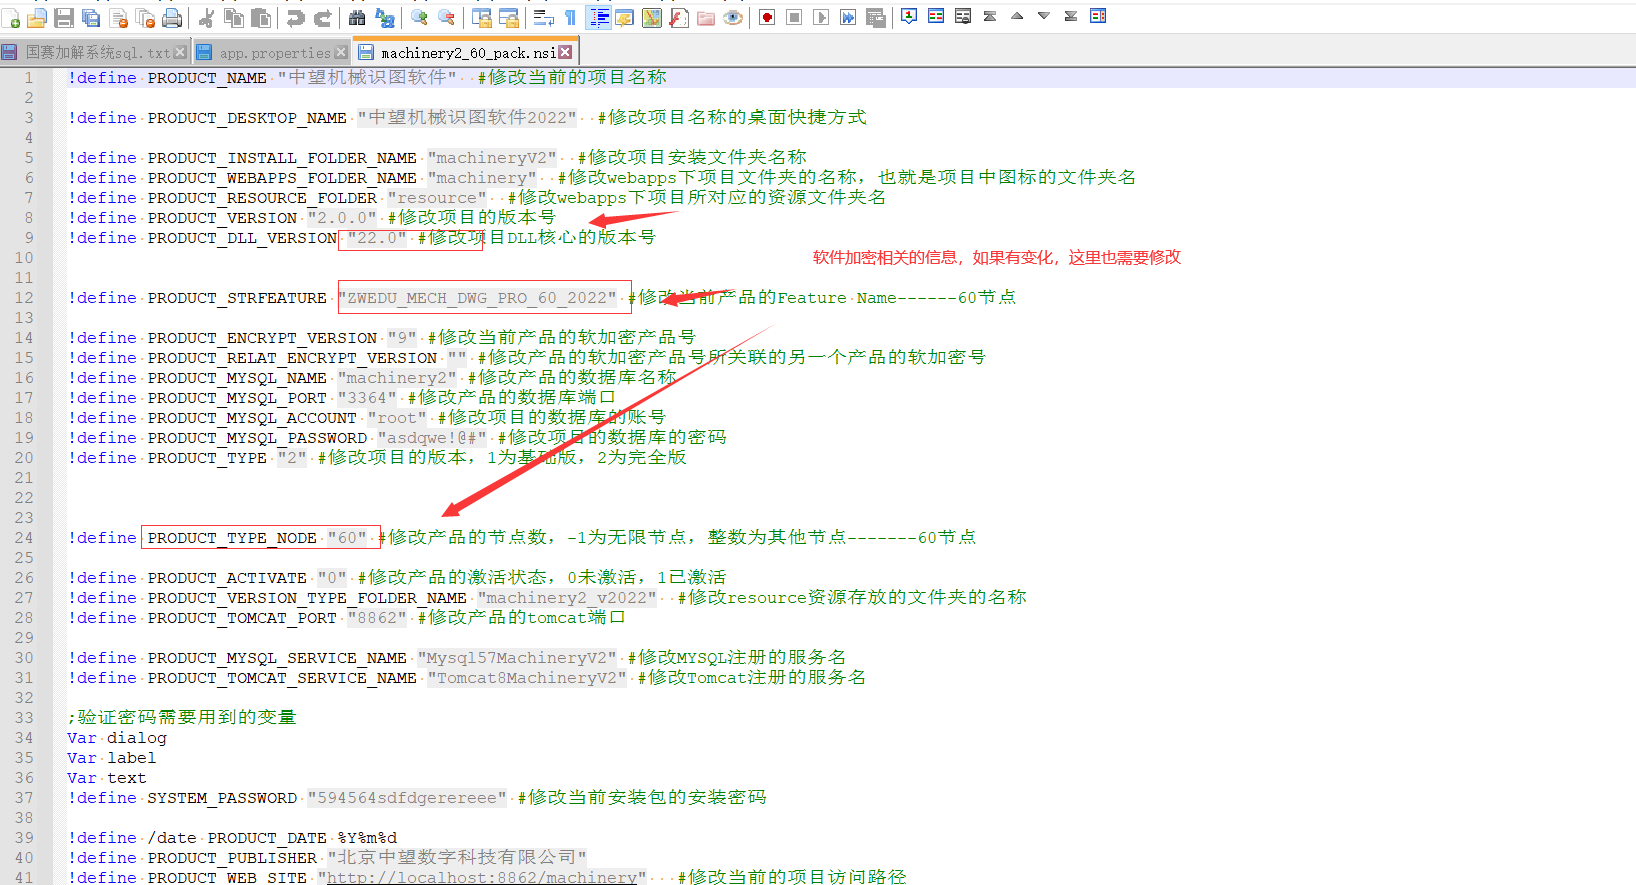 国赛加解系统sql.txt
app.properties
machinery2_60_pack.nsi
1 !define PRODUCT_NAME "中望机械识图软件" #修改当前的项目名称
2
3 !define PRODUCT_DESKTOP_NAME "中望机械识图软件2022" #修改项目名称的桌面快捷方式
4
5 !define PRODUCT_INSTALL_FOLDER_NAME "machineryV2" #修改项目安装文件夹名称
6 !define PRODUCT_WEBAPPS_FOLDER_NAME "machinery" #修改webapps下项目文件夹的名称，也就是项目中图标的文件夹名
7 !define PRODUCT_RESOURCE_FOLDER "resource" #修改webapps下项目所对应的资源文件夹名
8 !define PRODUCT_VERSION "2.0.0" #修改项目的版本号
9 !define PRODUCT_DLL_VERSION "22.0" #修改项目DLL核心的版本号
10
软件加密相关的信息，如果有变化，这里也需要修改
11
12 !define PRODUCT_STRFEATURE "ZWEDU_MECH_DWG_PRO_60_2022" #修改当前产品的Feature Name------60节点
13
14 !define PRODUCT_ENCRYPT_VERSION "9" #修改当前产品的软加密产品号
15 !define PRODUCT_RELAT_ENCRYPT_VERSION "" #修改产品的软加密产品号所关联的另一个产品的软加密号
16 !define PRODUCT_MYSQL_NAME "machinery2" #修改产品的数据库名称
17 !define PRODUCT_MYSQL_PORT "3364" #修改产品的数据库端口
18 !define PRODUCT_MYSQL_ACCOUNT "root" #修改项目的数据库的账号
19 !define PRODUCT_MYSQL_PASSWORD "asdqwe!@#" #修改项目的数据库的密码
20 !define PRODUCT_TYPE "2" #修改项目的版本，1为基础版，2为完全版
21
22
23
24 !define PRODUCT_TYPE_NODE "60" #修改产品的节点数，-1为无限节点，整数为其他节点-------60节点
25
26 !define PRODUCT_ACTIVATE "0" #修改产品的激活状态，0未激活，1已激活
27 !define PRODUCT_VERSION_TYPE_FOLDER_NAME "machinery2_v2022" #修改resource资源存放的文件夹的名称
28 !define PRODUCT_TOMCAT_PORT "8862" #修改产品的tomcat端口
29
30 !define PRODUCT_MYSQL_SERVICE_NAME "Mysql57MachineryV2" #修改MYSQL注册的服务名
31 !define PRODUCT_TOMCAT_SERVICE_NAME "Tomcat8MachineryV2" #修改Tomcat注册的服务名
32
33 ;验证密码需要用到的变量
34 Var dialog
35 Var label
36 Var text
37 !define SYSTEM_PASSWORD "594564sdfdgerereee" #修改当前安装包的安装密码
38
39 !define /date PRODUCT_DATE %Y%m%d
40 !define PRODUCT_PUBLISHER "北京中望数字科技有限公司"
41 !define PRODUCT_WEB_SITE "http://localhost:8862/machinery" #修改当前的项目访问路径